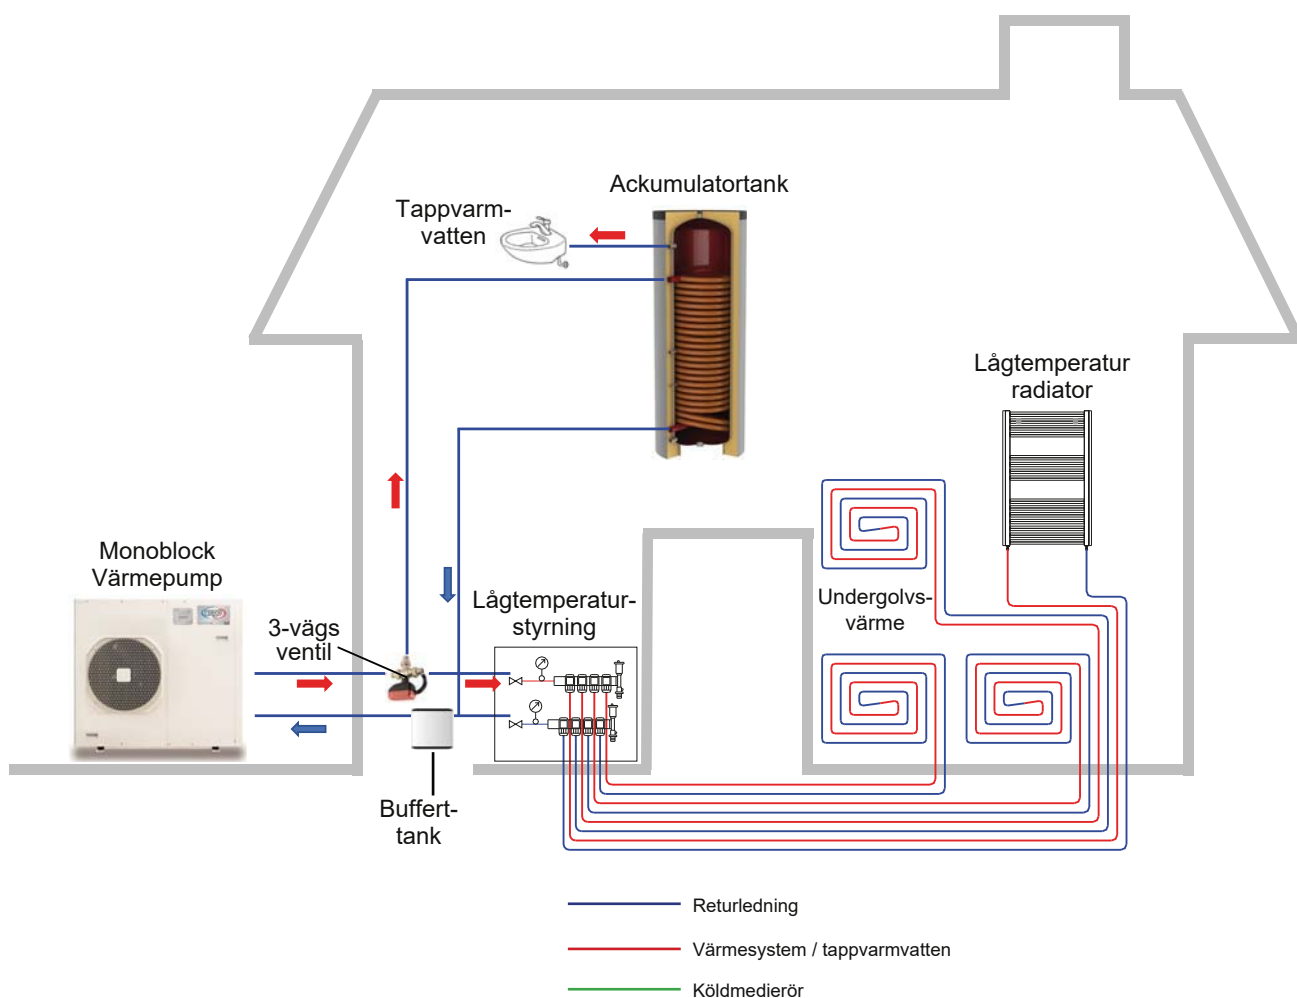 Ackumulatortank
Tappvarm-
vatten
Lågtemperatur
radiator
Monoblock
Värmepump
3-vägs
ventil
Lågtemperatur-
styrning
Undergolvs-
värme
Buffert-
tank
Returledning
Värmesystem / tappvarmvatten
Köldmedierör